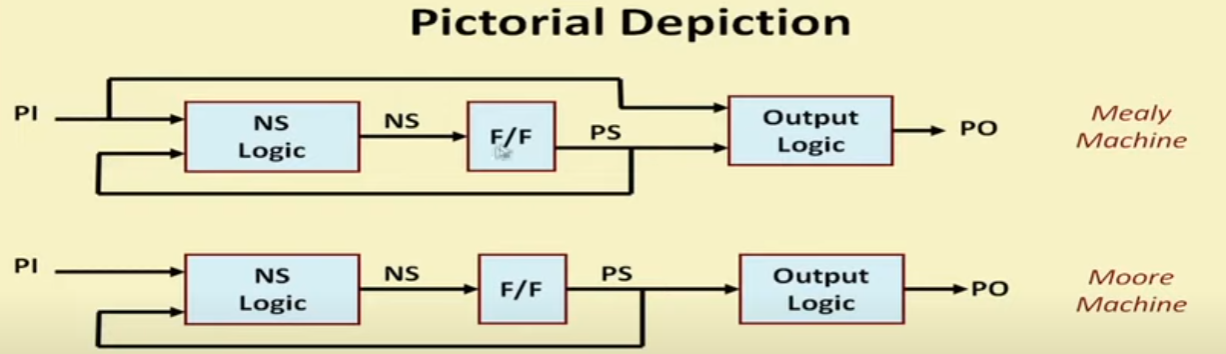 Pictorial Depiction
PI
NS
Logic
NS
F/F
PS
Output
Logic
PO
Mealy
Machine
PI
NS
Logic
NS
F/F
PS
Output
Logic
PO
Moore
Machine